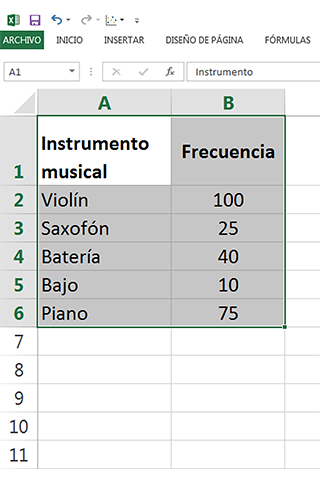 ARCHIVO INICIO INSERTAR DISEÑO DE PÁGINA FÓRMULAS
A1 fx Instrumento
A B
1 Instrumento musical Frecuencia
2 Violín 100
3 Saxofón 25
4 Batería 40
5 Bajo 10
6 Piano 75
7
8
9
10
11